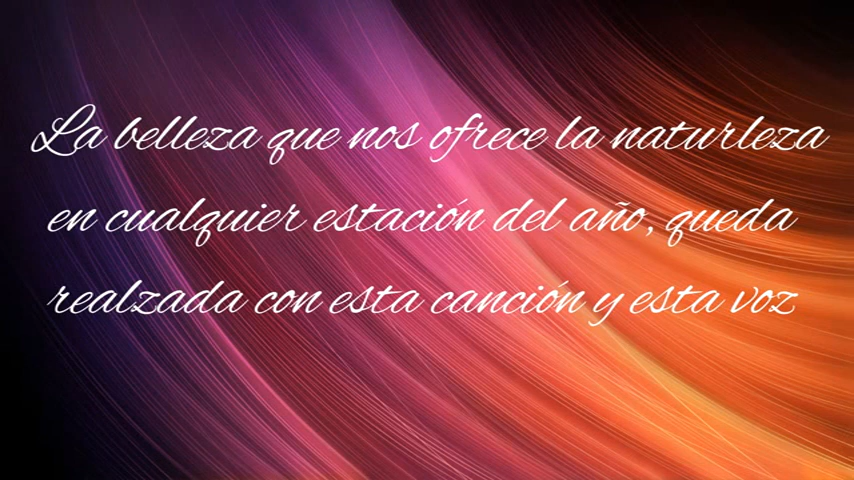 La belleza que nos ofrece la naturleza
en cualquier estación del año, queda
realzada con esta canción y esta voz